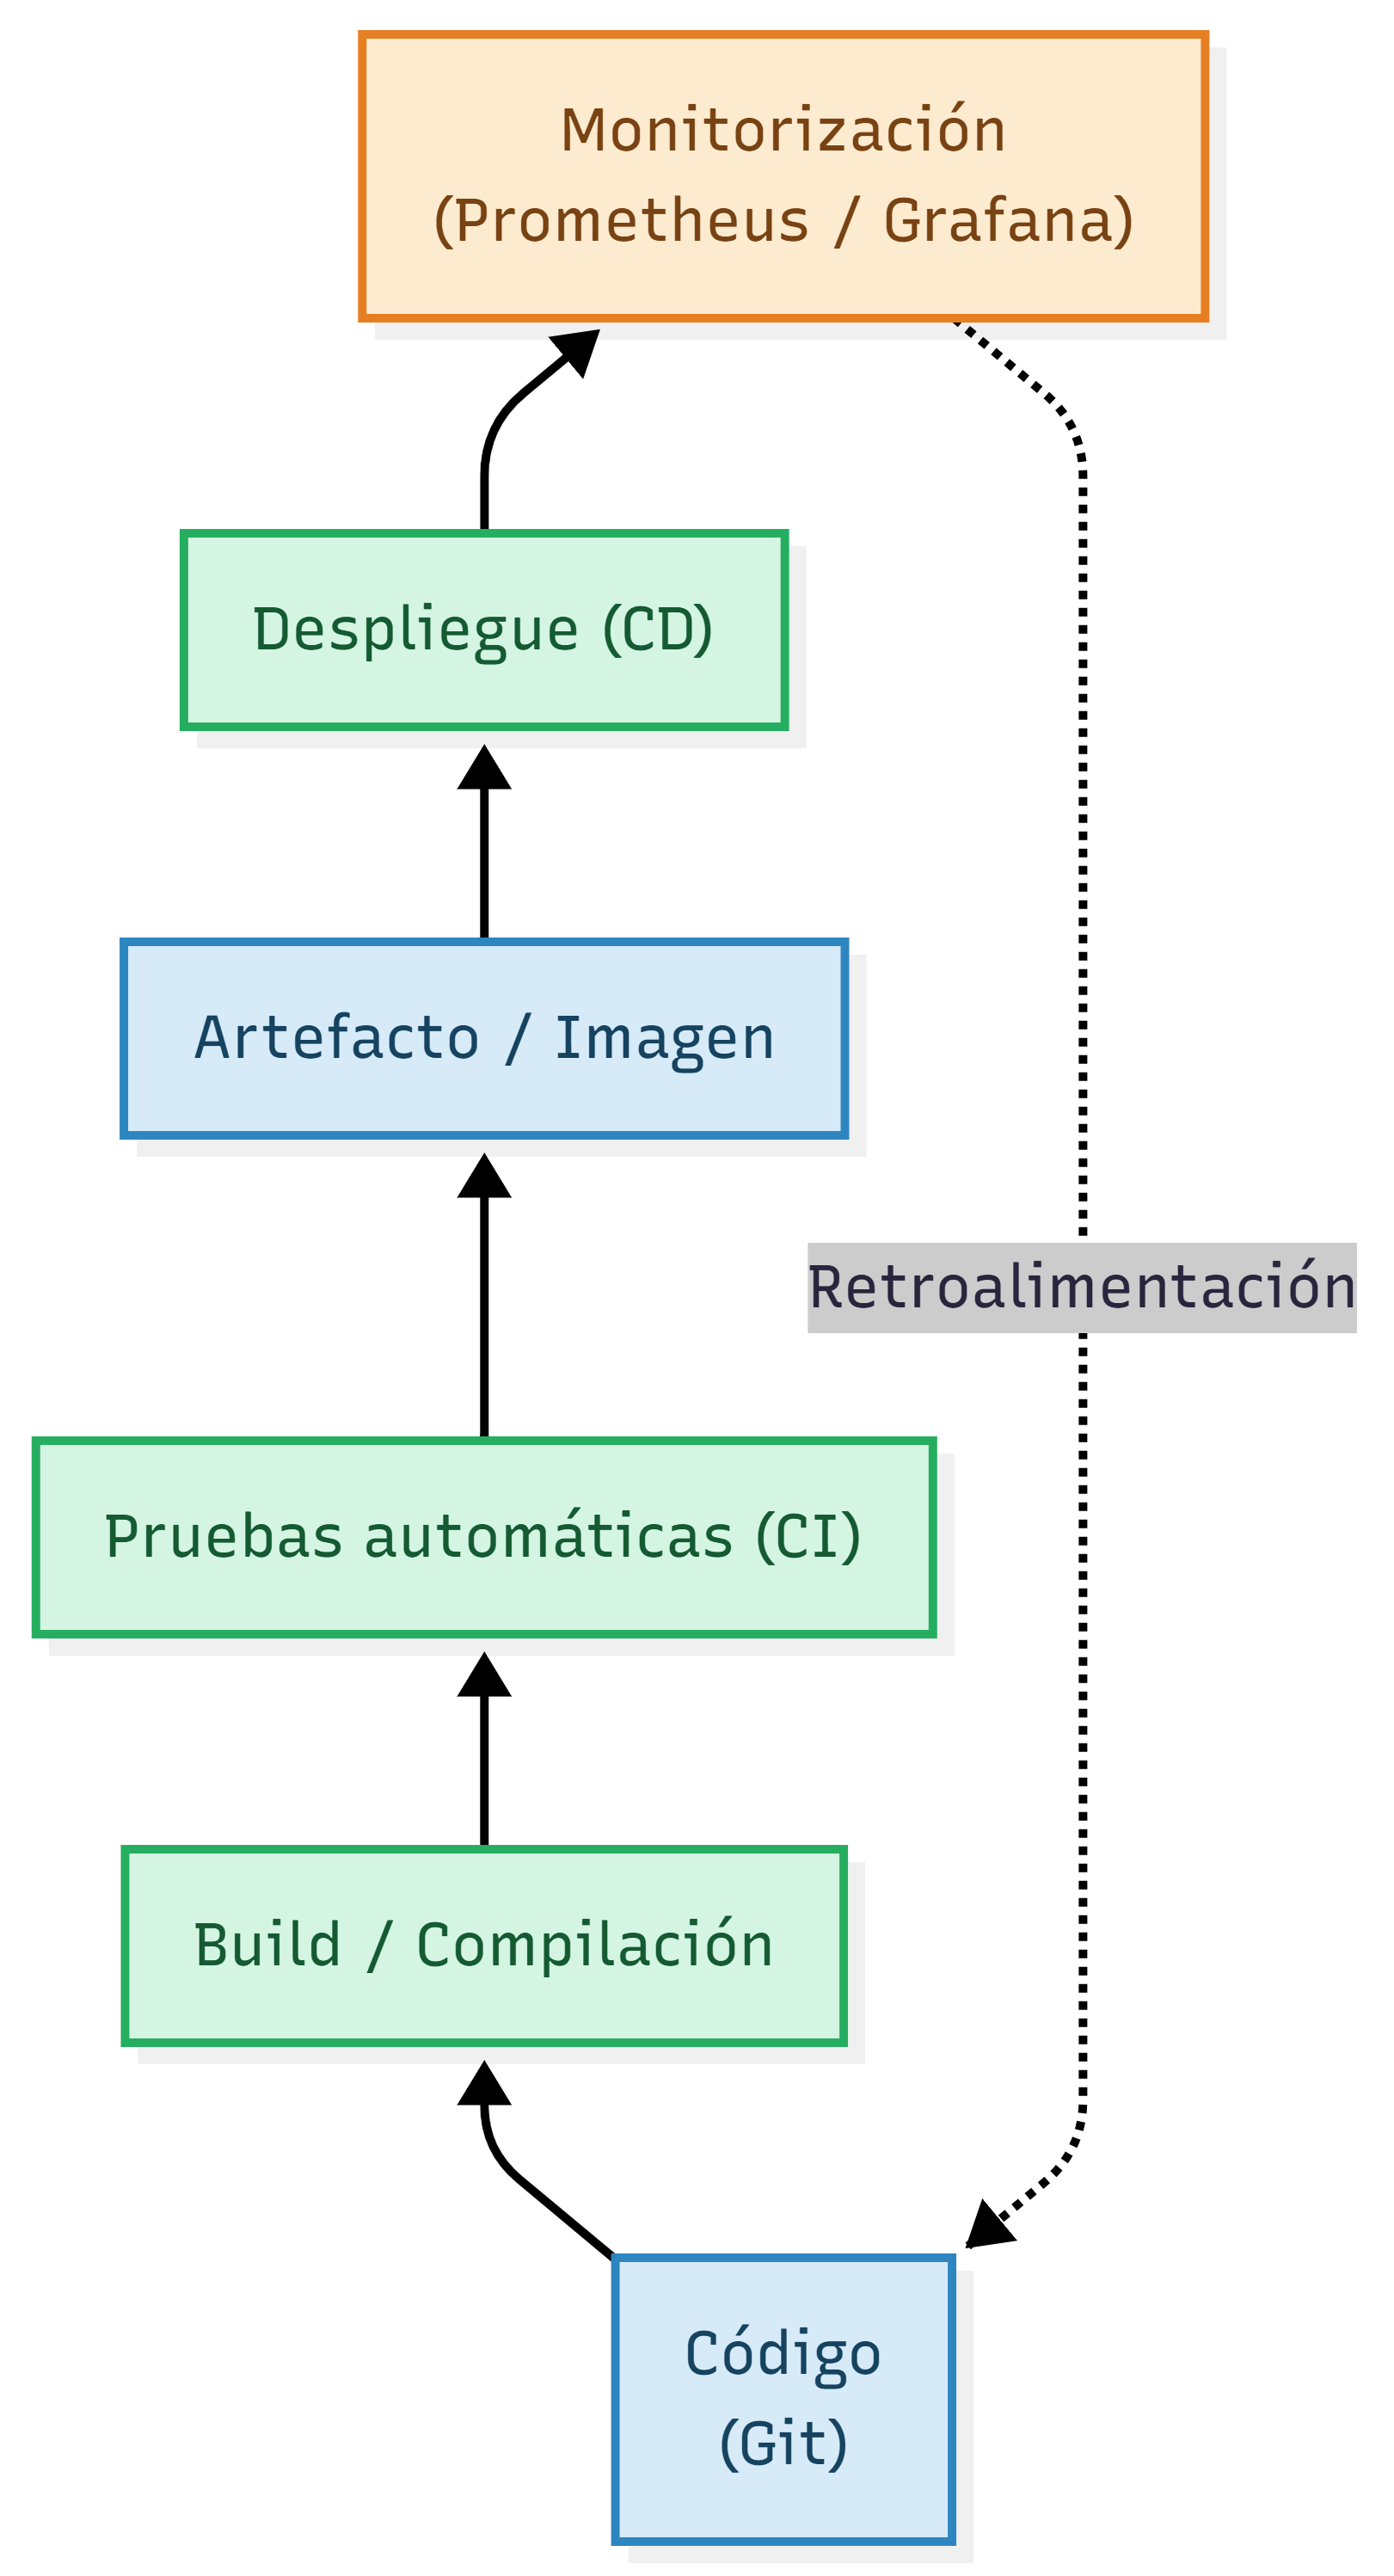 Monitorización
(Prometheus / Grafana)
Despliegue (CD)
Artefacto / Imagen
Retroalimentación
Pruebas automáticas (CI)
Build / Compilación
Código
(Git)